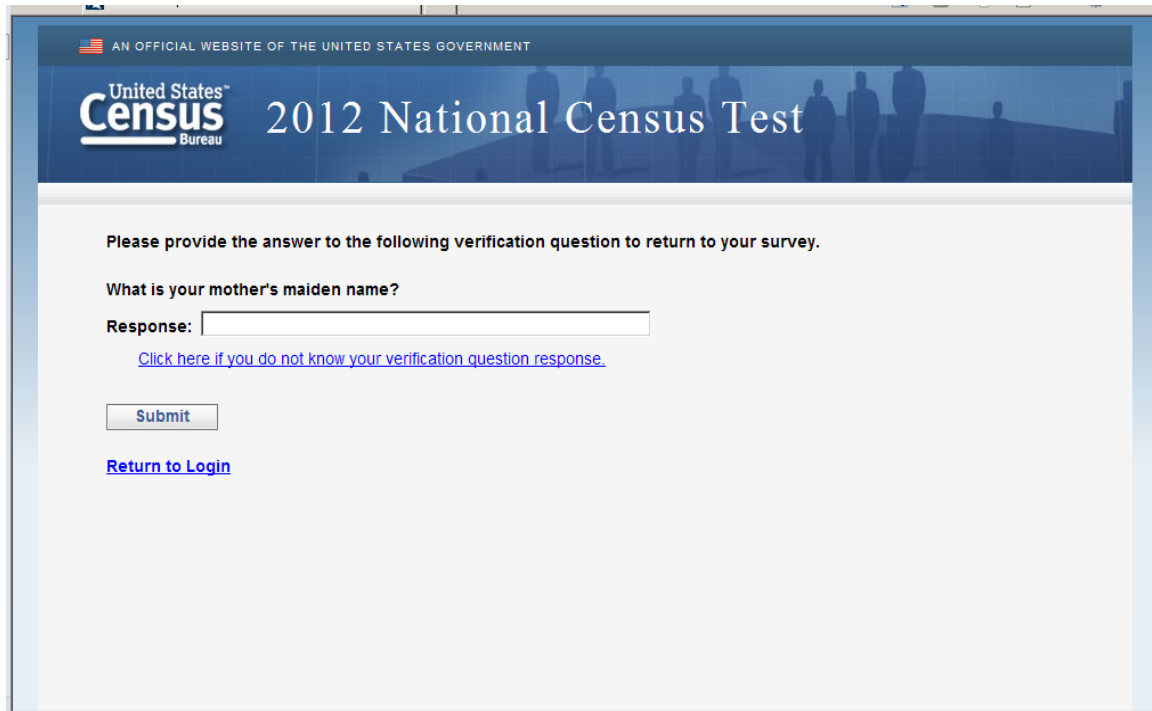 AN OFFICIAL WEBSITE OF THE UNITED STATES GOVERNMENT
United States™
Census
Bureau
2012 National Census Test
Please provide the answer to the following verification question to return to your survey.
What is your mother's maiden name?
Response:
Click here if you do not know your verification question response.
Submit
Return to Login